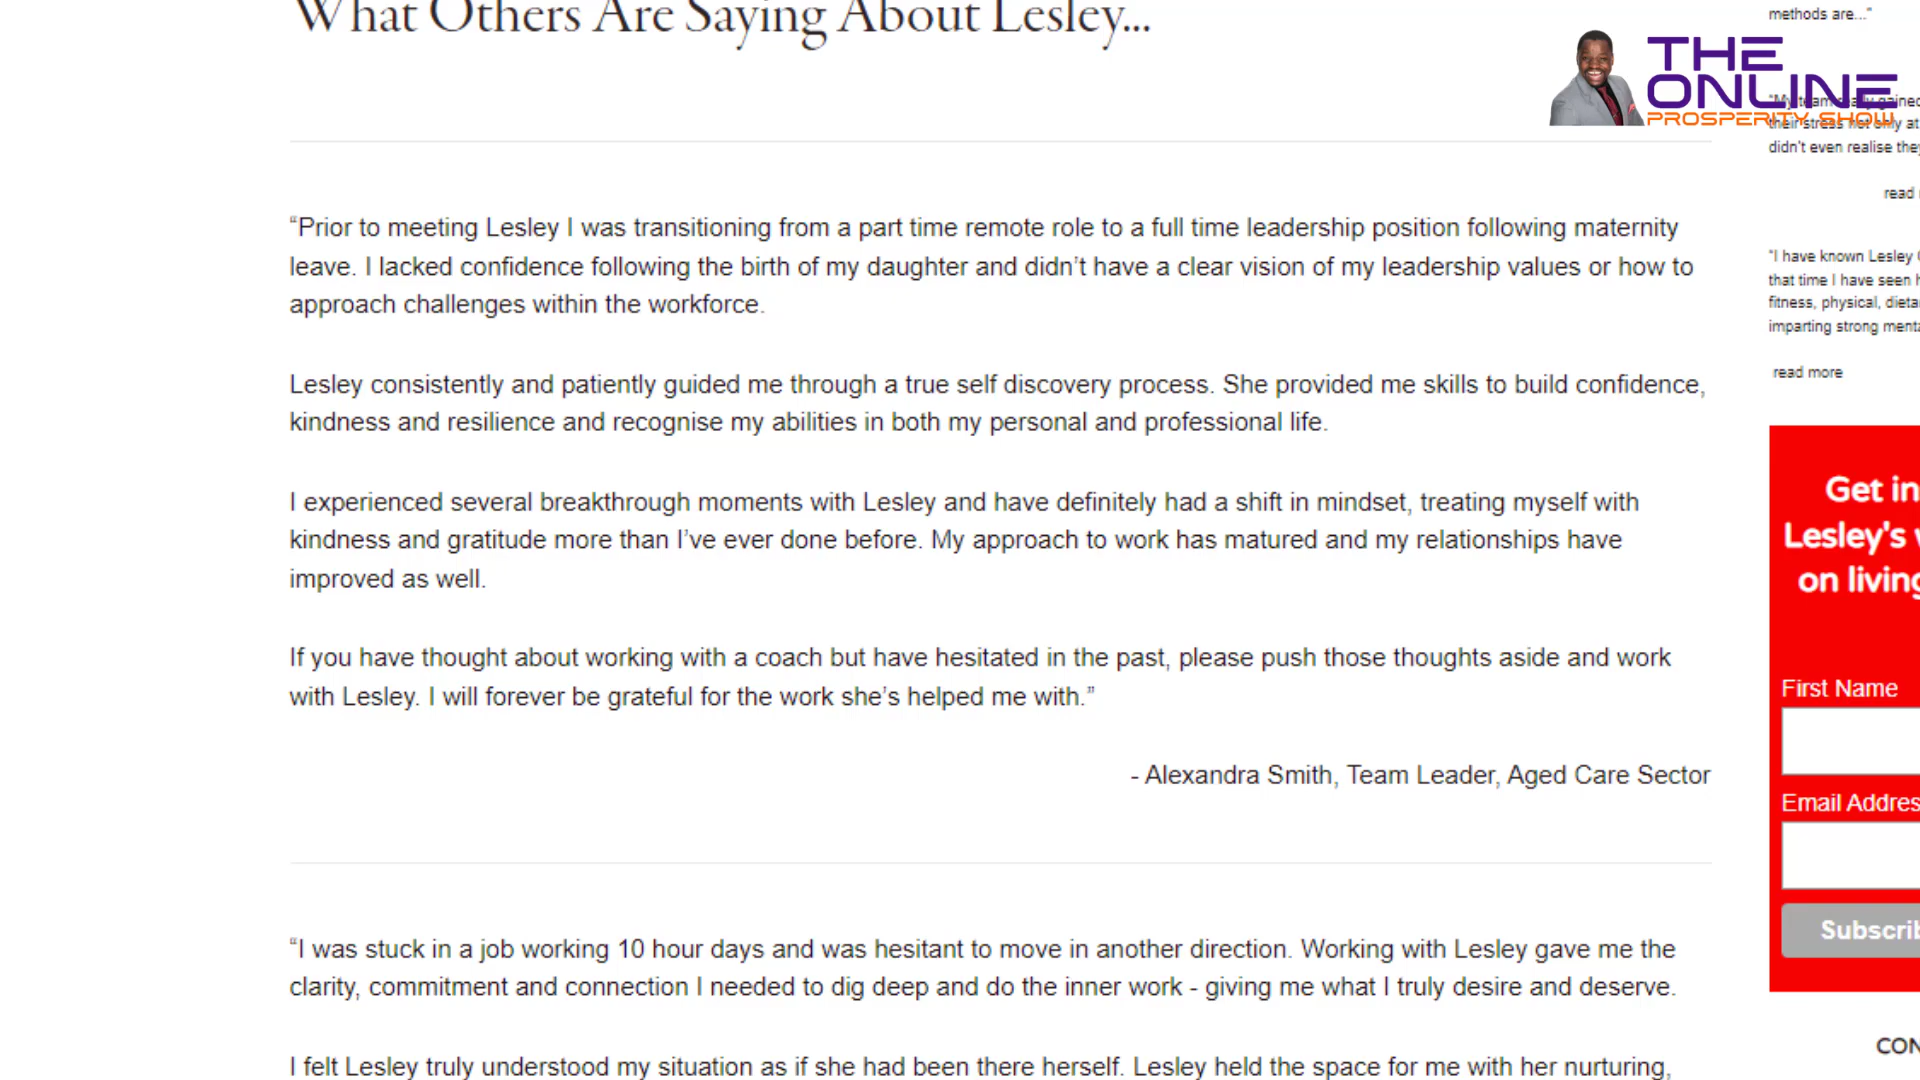 What Others Are Saying About Lesley...
“Prior to meeting Lesley I was transitioning from a part time remote role to a full time leadership position following maternity
leave. I lacked confidence following the birth of my daughter and didn’t have a clear vision of my leadership values or how to
approach challenges within the workforce.
Lesley consistently and patiently guided me through a true self discovery process. She provided me skills to build confidence,
kindness and resilience and recognise my abilities in both my personal and professional life.
I experienced several breakthrough moments with Lesley and have definitely had a shift in mindset, treating myself with
kindness and gratitude more than I’ve ever done before. My approach to work has matured and my relationships have
improved as well.
If you have thought about working with a coach but have hesitated in the past, please push those thoughts aside and work
with Lesley. I will forever be grateful for the work she’s helped me with.”
- Alexandra Smith, Team Leader, Aged Care Sector
“I was stuck in a job working 10 hour days and was hesitant to move in another direction. Working with Lesley gave me the
clarity, commitment and connection I needed to dig deep and do the inner work - giving me what I truly desire and deserve.
I felt Lesley truly understood my situation as if she had been there herself. Lesley held the space for me with her nurturing,
methods are...”
THE
ONLINE
PROSPERITY SHOW
"My team really gained
their stress not only at
didn't even realise they
read
"I have known Lesley
that time I have seen
fitness, physical,
imparting strong
read more
Get in
Lesley's
on living
First Name
Email Addres
Subscrib
CON